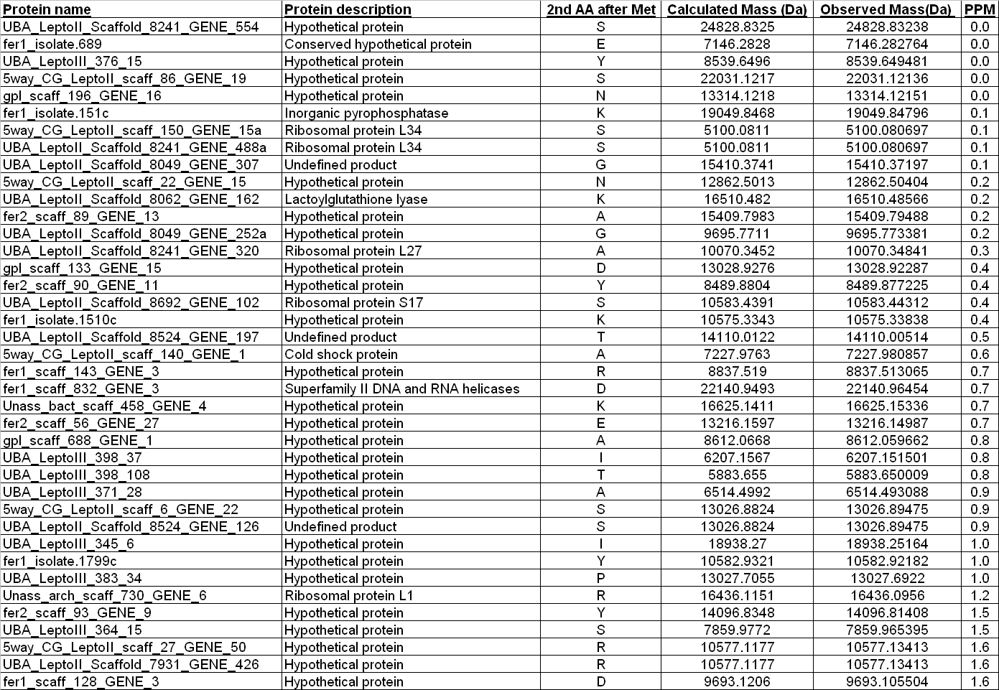 Protein name Protein description 2nd AA after Met Calculated Mass (Da) Observed Mass(Da) PPM
UBA_LeptoII_Scaffold_8241_GENE_554 Hypothetical protein S 24828.8325 24828.83238 0.0
fer1_isolate.689 Conserved hypothetical protein E 7146.2828 7146.282764 0.0
UBA_LeptoIII_376_15 Hypothetical protein Y 8539.6496 8539.649481 0.0
5way_CG_LeptoII_scaff_86_GENE_19 Hypothetical protein S 22031.1217 22031.12136 0.0
gpl_scaff_196_GENE_16 Hypothetical protein N 13314.1218 13314.12151 0.0
fer1_isolate.151c Inorganic pyrophosphatase K 19049.8468 19049.84796 0.1
5way_CG_LeptoII_scaff_150_GENE_15a Ribosomal protein L34 S 5100.0811 5100.080697 0.1
UBA_LeptoII_Scaffold_8241_GENE_488a Ribosomal protein L34 S 5100.0811 5100.080697 0.1
UBA_LeptoII_Scaffold_8049_GENE_307 Undefined product G 15410.3741 15410.37197 0.1
5way_CG_LeptoII_scaff_22_GENE_15 Hypothetical protein N 12862.5013 12862.50404 0.2
UBA_LeptoII_Scaffold_8062_GENE_162 Lactoylglutathione lyase K 16510.482 16510.48566 0.2
fer2_scaff_89_GENE_13 Hypothetical protein A 15409.7983 15409.79488 0.2
UBA_LeptoII_Scaffold_8049_GENE_252a Hypothetical protein G 9695.7711 9695.773381 0.2
UBA_LeptoII_Scaffold_8241_GENE_320 Ribosomal protein L27 A 10070.3452 10070.34841 0.3
gpl_scaff_133_GENE_15 Hypothetical protein D 13028.9276 13028.92287 0.4
fer2_scaff_90_GENE_11 Hypothetical protein Y 8489.8804 8489.877225 0.4
UBA_LeptoII_Scaffold_8692_GENE_102 Ribosomal protein S17 S 10583.4391 10583.44312 0.4
fer1_isolate.1510c Hypothetical protein K 10575.3343 10575.33838 0.4
UBA_LeptoII_Scaffold_8524_GENE_197 Undefined product T 14110.0122 14110.00514 0.5
5way_CG_LeptoII_scaff_140_GENE_1 Cold shock protein A 7227.9763 7227.980857 0.6
fer1_scaff_143_GENE_3 Hypothetical protein R 8837.519 8837.513065 0.7
fer1_scaff_832_GENE_3 Superfamily II DNA and RNA helicases D 22140.9493 22140.96454 0.7
Unass_bact_scaff_458_GENE_4 Hypothetical protein K 16625.1411 16625.15336 0.7
fer2_scaff_56_GENE_27 Hypothetical protein E 13216.1597 13216.14987 0.7
gpl_scaff_688_GENE_1 Hypothetical protein A 8612.0668 8612.059662 0.8
UBA_LeptoIII_398_37 Hypothetical protein I 6207.1567 6207.151501 0.8
UBA_LeptoIII_398_108 Hypothetical protein T 5883.655 5883.650009 0.8
UBA_LeptoIII_371_28 Hypothetical protein A 6514.4992 6514.493088 0.9
5way_CG_LeptoII_scaff_6_GENE_22 Hypothetical protein S 13026.8824 13026.89475 0.9
UBA_LeptoII_Scaffold_8524_GENE_126 Undefined product S 13026.8824 13026.89475 0.9
UBA_LeptoIII_345_6 Hypothetical protein I 18938.27 18938.25164 1.0
fer1_isolate.1799c Hypothetical protein Y 10582.9321 10582.92182 1.0
UBA_LeptoIII_383_34 Hypothetical protein P 13027.7055 13027.6922 1.0
Unass_arch_scaff_730_GENE_6 Ribosomal protein L1 R 16436.1151 16436.0956 1.2
fer2_scaff_93_GENE_9 Hypothetical protein Y 14096.8348 14096.81408 1.5
UBA_LeptoIII_364_15 Hypothetical protein S 7859.9772 7859.965395 1.5
5way_CG_LeptoII_scaff_27_GENE_50 Hypothetical protein R 10577.1177 10577.13413 1.6
UBA_LeptoII_Scaffold_7931_GENE_426 Hypothetical protein R 10577.1177 10577.13413 1.6
fer1_scaff_128_GENE_3 Hypothetical protein D 9693.1206 9693.105504 1.6